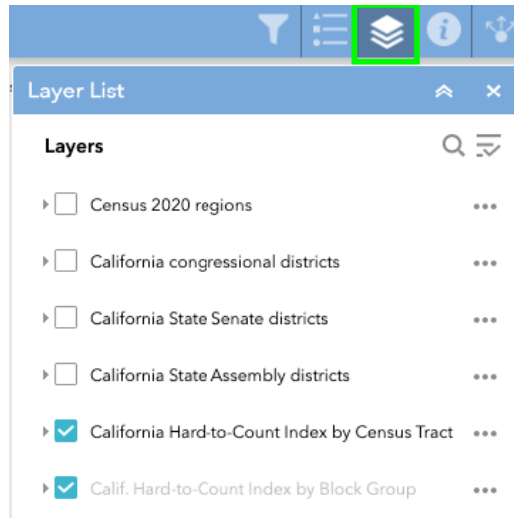 Layer List
Layers
Census 2020 regions
California congressional districts
California State Senate districts
California State Assembly districts
California Hard-to-Count Index by Census Tract
Calif. Hard-to-Count Index by Block Group